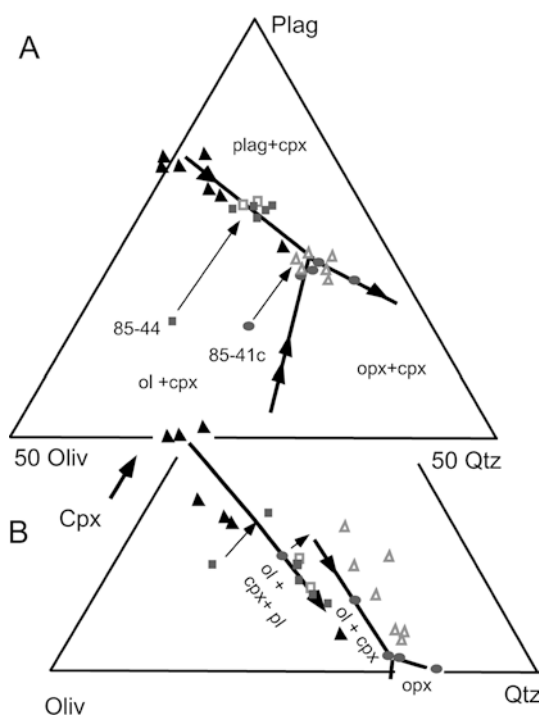 A
Plag
plag+cpx
85-44
85-41c
ol +cpx
opx+cpx
50 Oliv
50 Qtz
Cpx
B
ol +
cpx+ pl
ol + cpx
opx
Oliv
Qtz